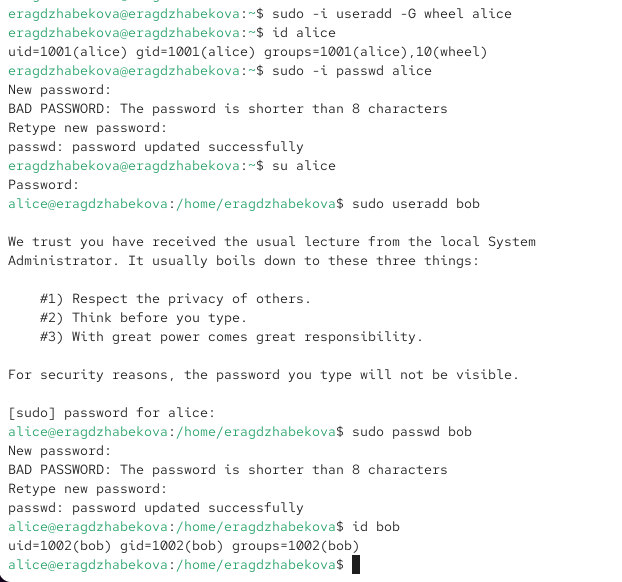 eragdzhabekova@eragdzhabekova:~$ sudo -i useradd -G wheel alice
eragdzhabekova@eragdzhabekova:~$ id alice
uid=1001(alice) gid=1001(alice) groups=1001(alice),10(wheel)
eragdzhabekova@eragdzhabekova:~$ sudo -i passwd alice
New password:
BAD PASSWORD: The password is shorter than 8 characters
Retype new password:
passwd: password updated successfully
eragdzhabekova@eragdzhabekova:~$ su alice
Password:
alice@eragdzhabekova:/home/eragdzhabekova$ sudo useradd bob

We trust you have received the usual lecture from the local System
Administrator. It usually boils down to these three things:

    #1) Respect the privacy of others.
    #2) Think before you type.
    #3) With great power comes great responsibility.

For security reasons, the password you type will not be visible.

[sudo] password for alice:
alice@eragdzhabekova:/home/eragdzhabekova$ sudo passwd bob
New password:
BAD PASSWORD: The password is shorter than 8 characters
Retype new password:
passwd: password updated successfully
alice@eragdzhabekova:/home/eragdzhabekova$ id bob
uid=1002(bob) gid=1002(bob) groups=1002(bob)
alice@eragdzhabekova:/home/eragdzhabekova$